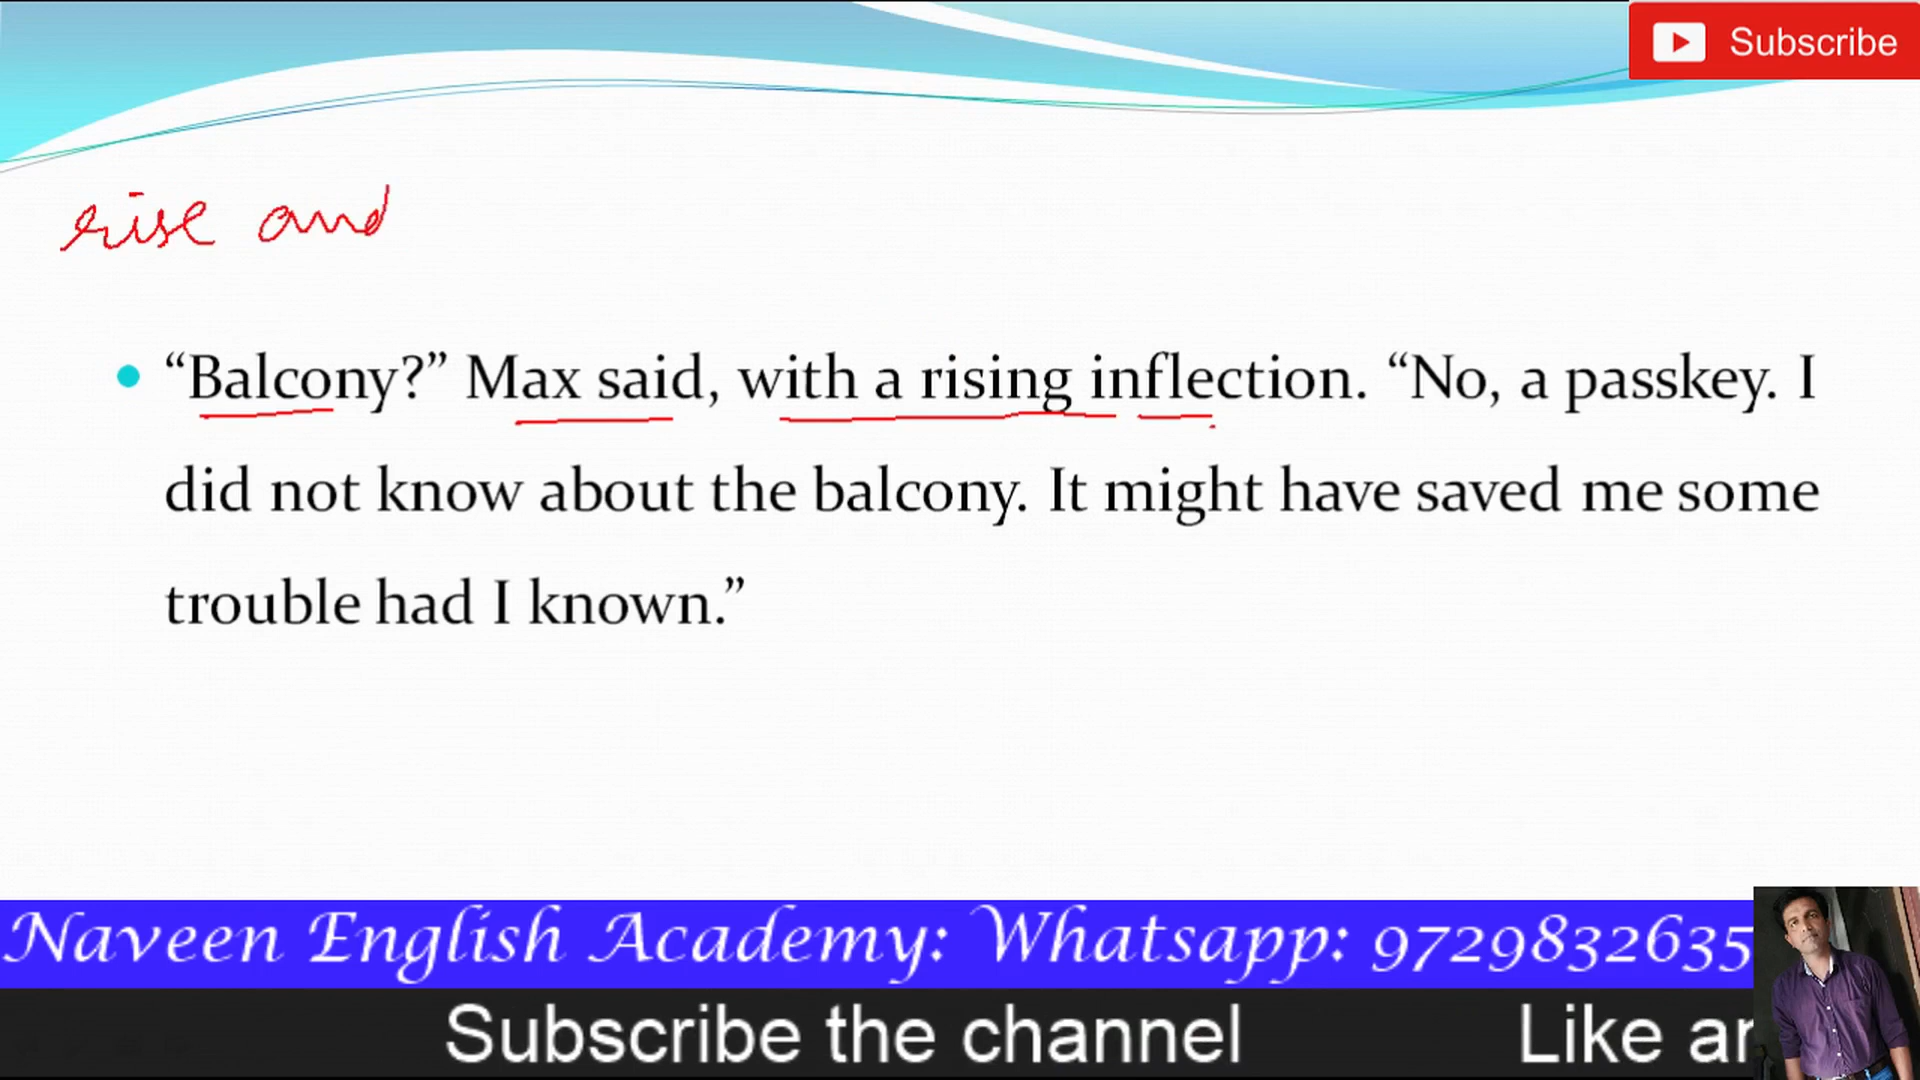 Subscribe
rise and
“Balcony?” Max said, with a rising inflection. “No, a passkey. I
did not know about the balcony. It might have saved me some
trouble had I known.”
Naveen English Academy: Whatsapp: 9729832635
Subscribe the channel Like ar